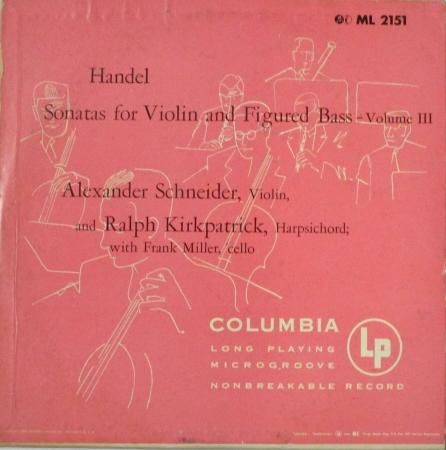 ML 2151
Handel
Sonatas for Violin and Figured Bass - Volume III
Alexander Schneider, Violin,
and Ralph Kirkpatrick, Harpsichord;
with Frank Miller, cello
COLUMBIA
LONG PLAYING
MICROGROOVE
NONBREAKABLE RECORD
Lp